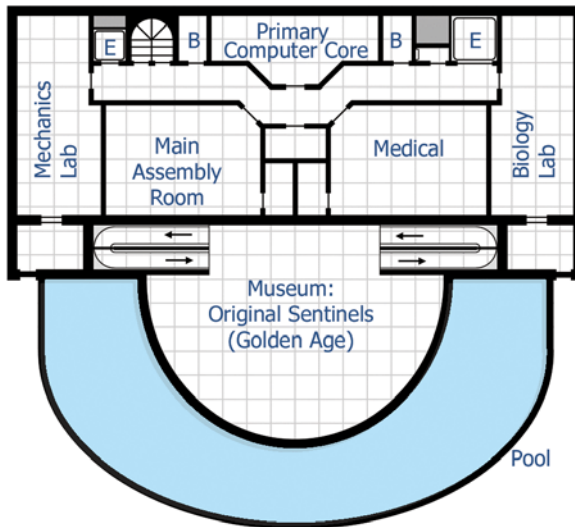 E
B
Primary
Computer Core
B
E
Mechanics
Lab
Main
Assembly
Room
Medical
Biology
Lab
Museum:
Original Sentinels
(Golden Age)
Pool